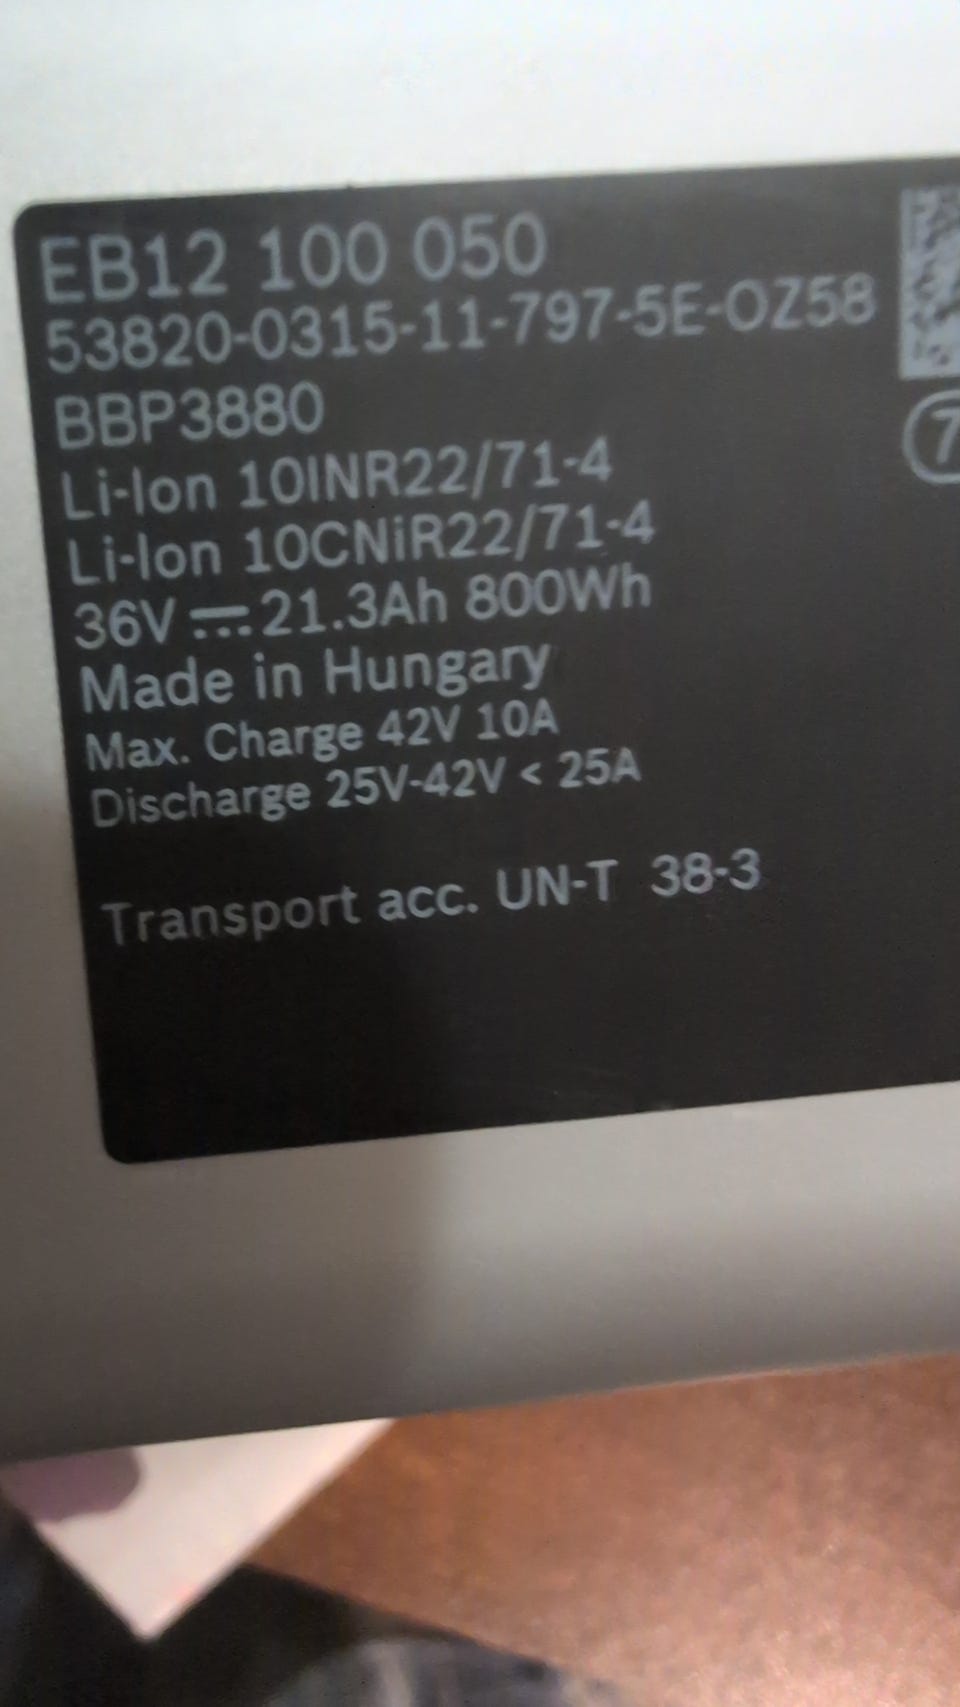 EB12 100 050
53820-0315-11-797-5E-OZ58
BBP3880
Li-Ion 10INR22/71-4
Li-Ion 10CNiR22/71-4
36V ⎓ 21.3Ah 800Wh
Made in Hungary
Max. Charge 42V 10A
Discharge 25V-42V < 25A
Transport acc. UN-T 38-3
7